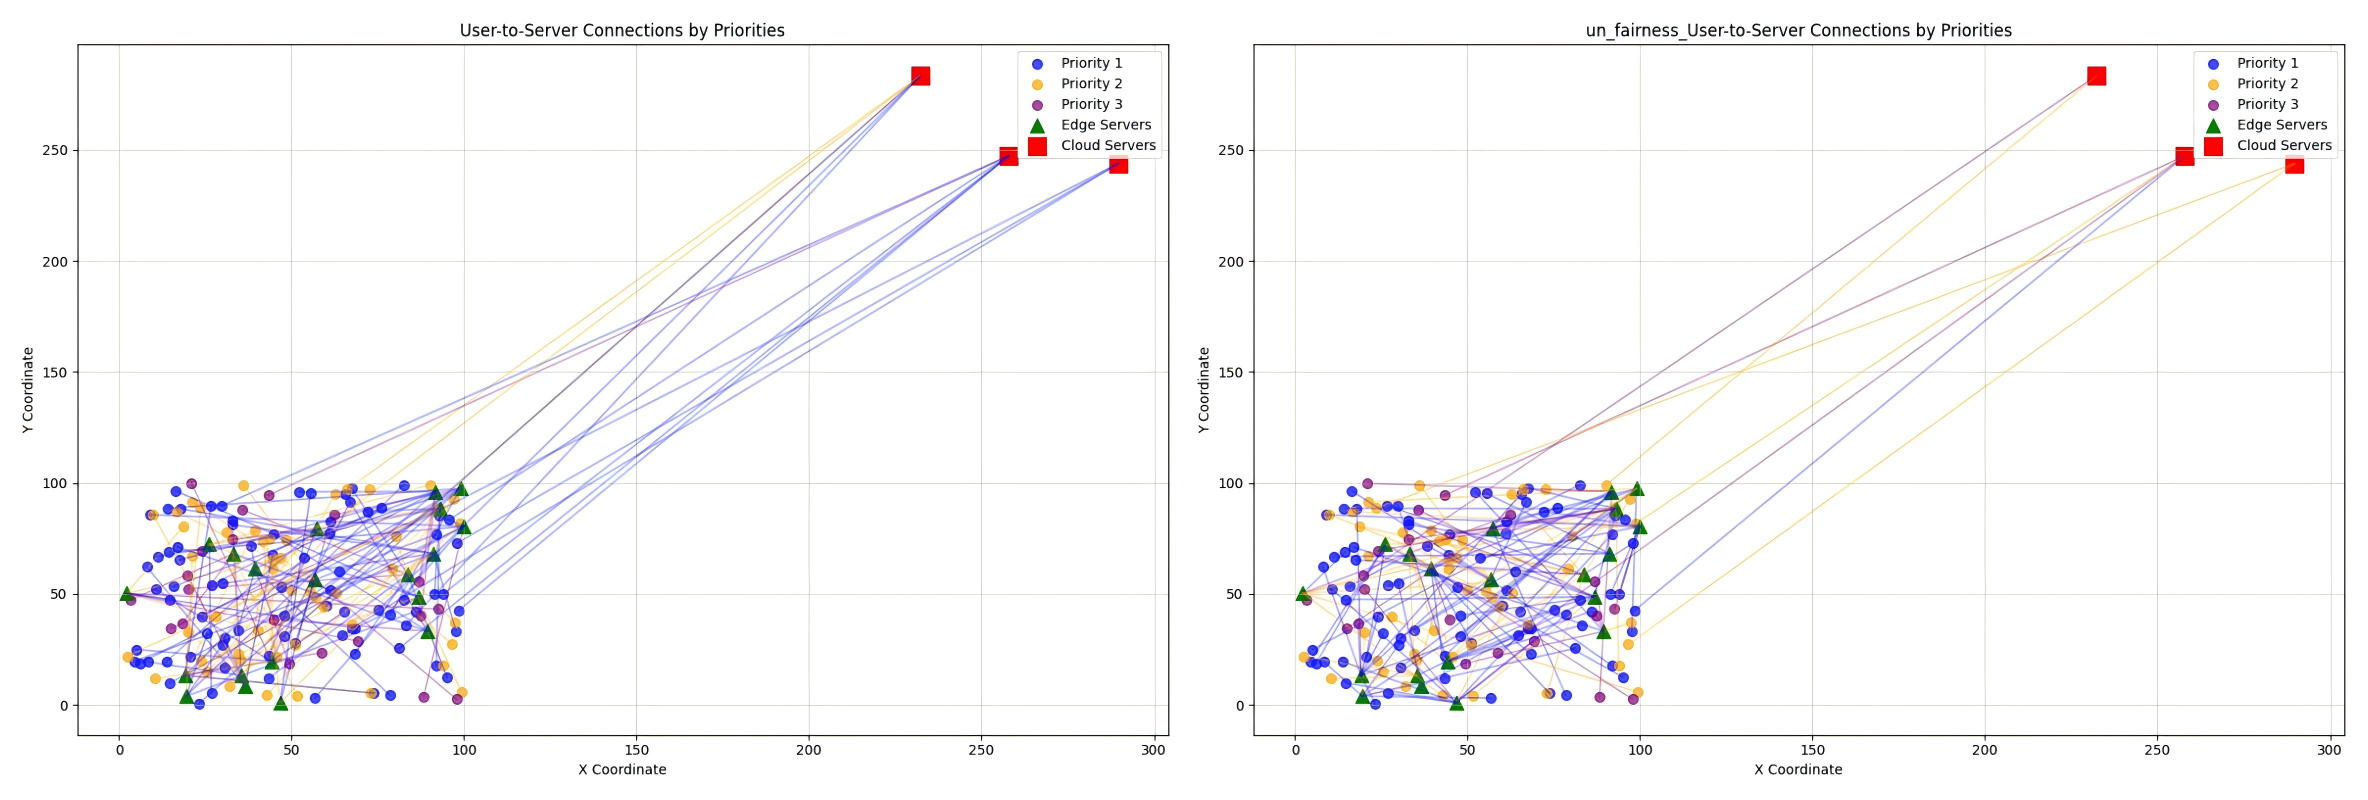 User-to-Server Connections by Priorities
Priority 1
Priority 2
Priority 3
Edge Servers
Cloud Servers
250
200
150
100
50
0
Y Coordinate
0 50 100 150 200 250 300
X Coordinate
un_fairness_User-to-Server Connections by Priorities
Priority 1
Priority 2
Priority 3
Edge Servers
Cloud Servers
250
200
150
100
50
0
Y Coordinate
0 50 100 150 200 250 300
X Coordinate